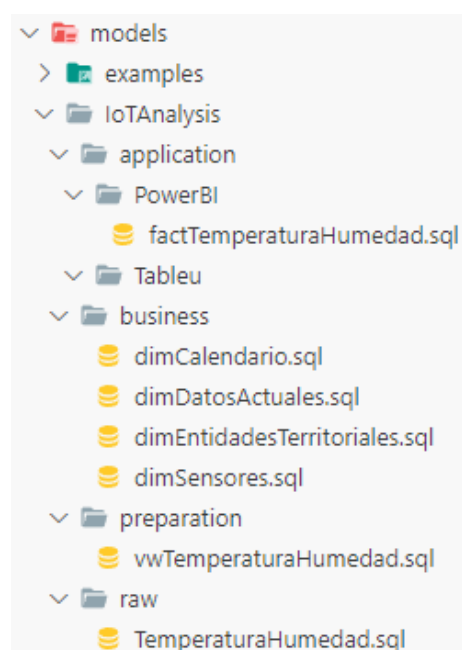 models
examples
IoTAnalysis
application
PowerBI
factTemperaturaHumedad.sql
Tableu
business
dimCalendario.sql
dimDatosActuales.sql
dimEntidadesTerritoriales.sql
dimSensores.sql
preparation
vwTemperaturaHumedad.sql
raw
TemperaturaHumedad.sql